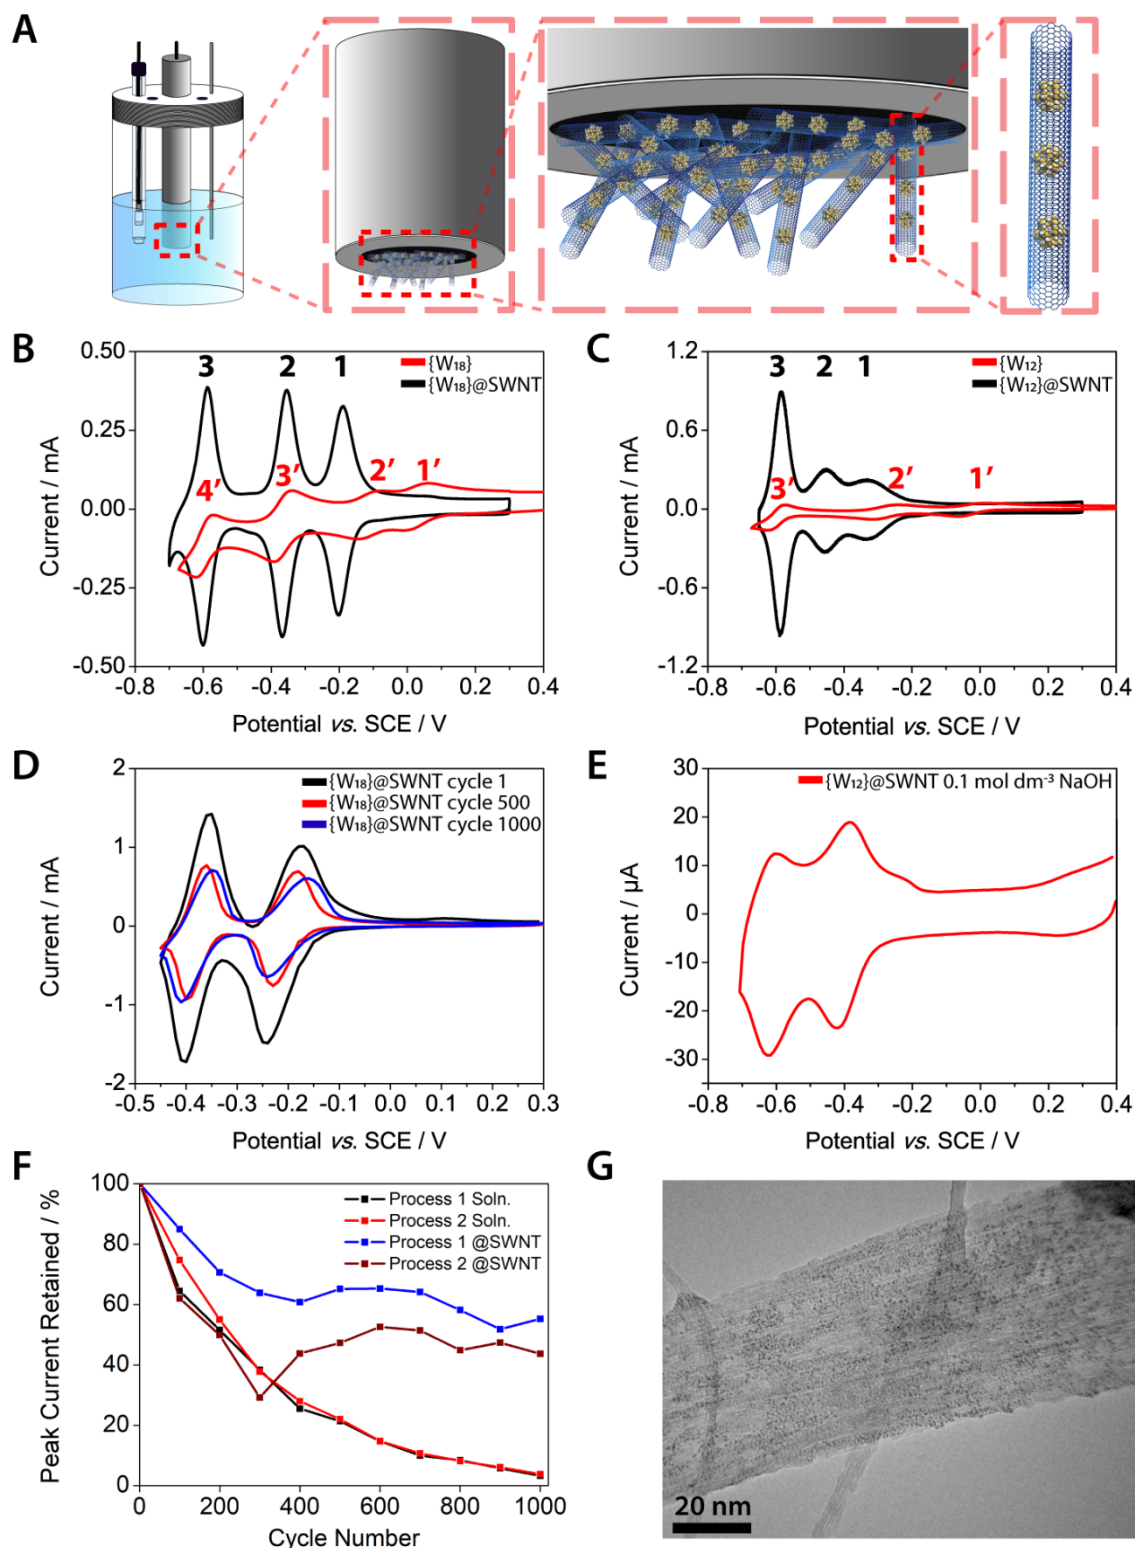 A
B
0.50
0.25
0.00
-0.25
-0.50
Current / mA
3 2 1
{W₁₈}
{W₁₈}@SWNT
4' 3' 2' 1'
-0.8 -0.6 -0.4 -0.2 0.0 0.2 0.4
Potential vs. SCE / V
C
1.2
0.6
0.0
-0.6
-1.2
Current / mA
3 2 1
{W₁₂}
{W₁₂}@SWNT
3' 2' 1'
-0.8 -0.6 -0.4 -0.2 0.0 0.2 0.4
Potential vs. SCE / V
D
2
1
0
-1
-2
Current / mA
{W₁₈}@SWNT cycle 1
{W₁₈}@SWNT cycle 500
{W₁₈}@SWNT cycle 1000
-0.5 -0.4 -0.3 -0.2 -0.1 0.0 0.1 0.2 0.3
Potential vs. SCE / V
E
30
20
10
0
-10
-20
-30
Current / µA
{W₁₂}@SWNT 0.1 mol dm⁻³ NaOH
-0.8 -0.6 -0.4 -0.2 0.0 0.2 0.4
Potential vs. SCE / V
F
100
80
60
40
20
0
Peak Current Retained / %
Process 1 Soln.
Process 2 Soln.
Process 1 @SWNT
Process 2 @SWNT
0 200 400 600 800 1000
Cycle Number
G
20 nm